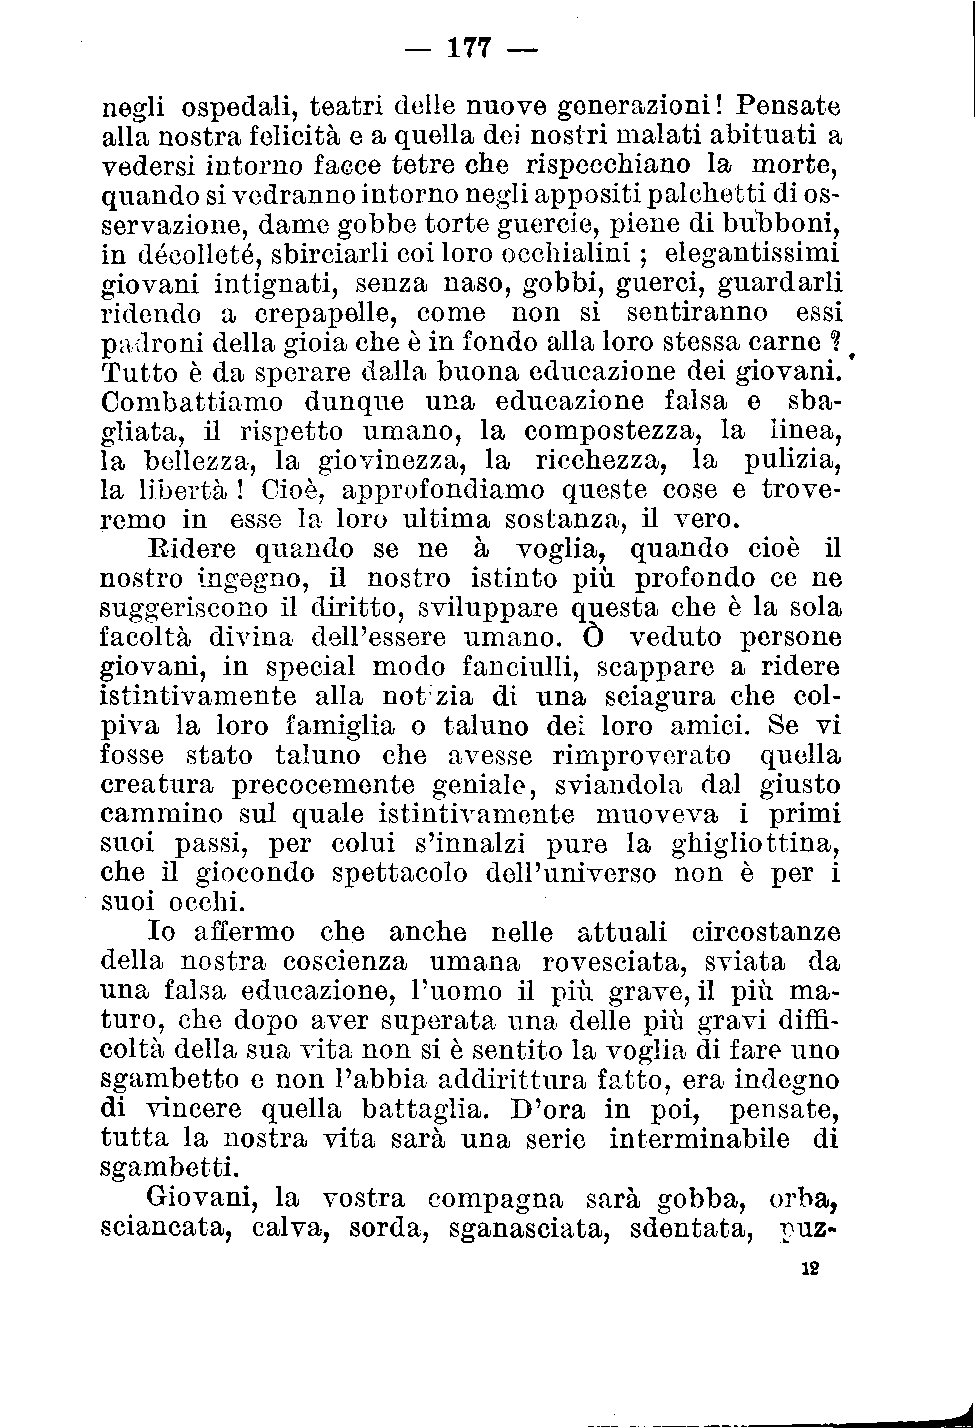 — 177 —
negli ospedali, teatri delle nuove generazioni! Pensate
alla nostra felicità e a quella dei nostri malati abituati a
vedersi intorno facce tetre che rispecchiano la morte,
quando si vedranno intorno negli appositi palchetti di os-
servazione, dame gobbe torte guercie, piene di bubboni,
in décolleté, sbirciarli coi loro occhialini ; elegantissimi
giovani intignati, senza naso, gobbi, guerci, guardarli
ridendo a crepapelle, come non si sentiranno essi
padroni della gioia che è in fondo alla loro stessa carne ?
Tutto è da sperare dalla buona educazione dei giovani.
Combattiamo dunque una educazione falsa e sba-
gliata, il rispetto umano, la compostezza, la linea,
la bellezza, la giovinezza, la ricchezza, la pulizia,
la libertà ! Cioè, approfondiamo queste cose e trove-
remo in esse la loro ultima sostanza, il vero.
Ridere quando se ne à voglia, quando cioè il
nostro ingegno, il nostro istinto più profondo ce ne
suggeriscono il diritto, sviluppare questa che è la sola
facoltà divina dell'essere umano. Ò veduto persone
giovani, in special modo fanciulli, scappare a ridere
istintivamente alla notizia di una sciagura che col-
piva la loro famiglia o taluno dei loro amici. Se vi
fosse stato taluno che avesse rimproverato quella
creatura precocemente geniale, sviandola dal giusto
cammino sul quale istintivamente muoveva i primi
suoi passi, per colui s'innalzi pure la ghigliottina,
che il giocondo spettacolo dell'universo non è per i
suoi occhi.
Io affermo che anche nelle attuali circostanze
della nostra coscienza umana rovesciata, sviata da
una falsa educazione, l'uomo il più grave, il più ma-
turo, che dopo aver superata una delle più gravi diffi-
coltà della sua vita non si è sentito la voglia di fare uno
sgambetto e non l'abbia addirittura fatto, era indegno
di vincere quella battaglia. D'ora in poi, pensate,
tutta la nostra vita sarà una serie interminabile di
sgambetti.
Giovani, la vostra compagna sarà gobba, orba,
sciancata, calva, sorda, sganasciata, sdentata, puz-
12